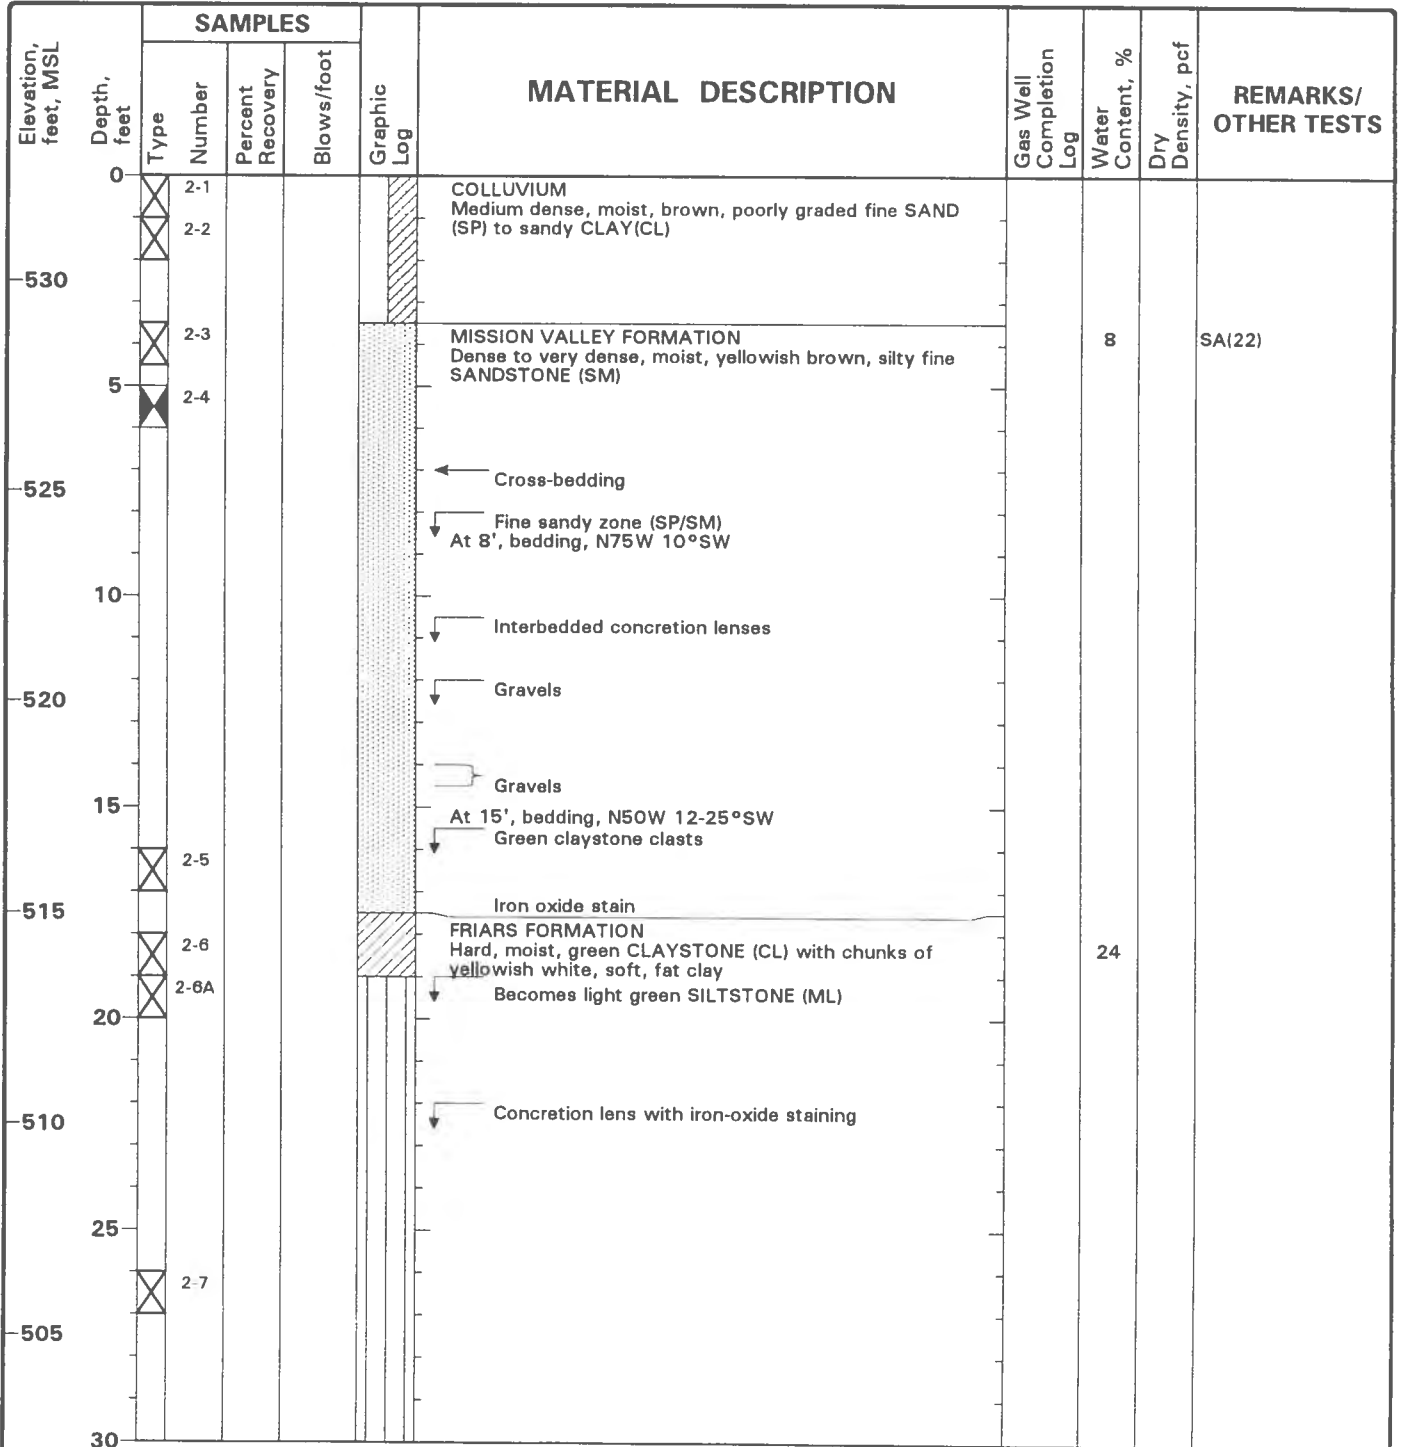 SAMPLES
Elevation,
feet, MSL
Depth,
feet
Type
Number
Percent
Recovery
Blows/foot
Graphic
Log
MATERIAL DESCRIPTION
Gas Well
Completion
Log
Water
Content, %
Dry
Density, pcf
REMARKS/
OTHER TESTS
0
2-1
COLLUVIUM
Medium dense, moist, brown, poorly graded fine SAND
(SP) to sandy CLAY(CL)
2-2
530
2-3
MISSION VALLEY FORMATION
8
SA(22)
Dense to very dense, moist, yellowish brown, silty fine
SANDSTONE (SM)
5
2-4
Cross-bedding
525
Fine sandy zone (SP/SM)
At 8', bedding, N75W 10°SW
10
Interbedded concretion lenses
Gravels
520
Gravels
15
At 15', bedding, N50W 12-25°SW
Green claystone clasts
2-5
Iron oxide stain
515
FRIARS FORMATION
2-6
Hard, moist, green CLAYSTONE (CL) with chunks of
24
yellowish white, soft, fat clay
2-6A
Becomes light green SILTSTONE (ML)
20
Concretion lens with iron-oxide staining
510
25
2-7
505
30